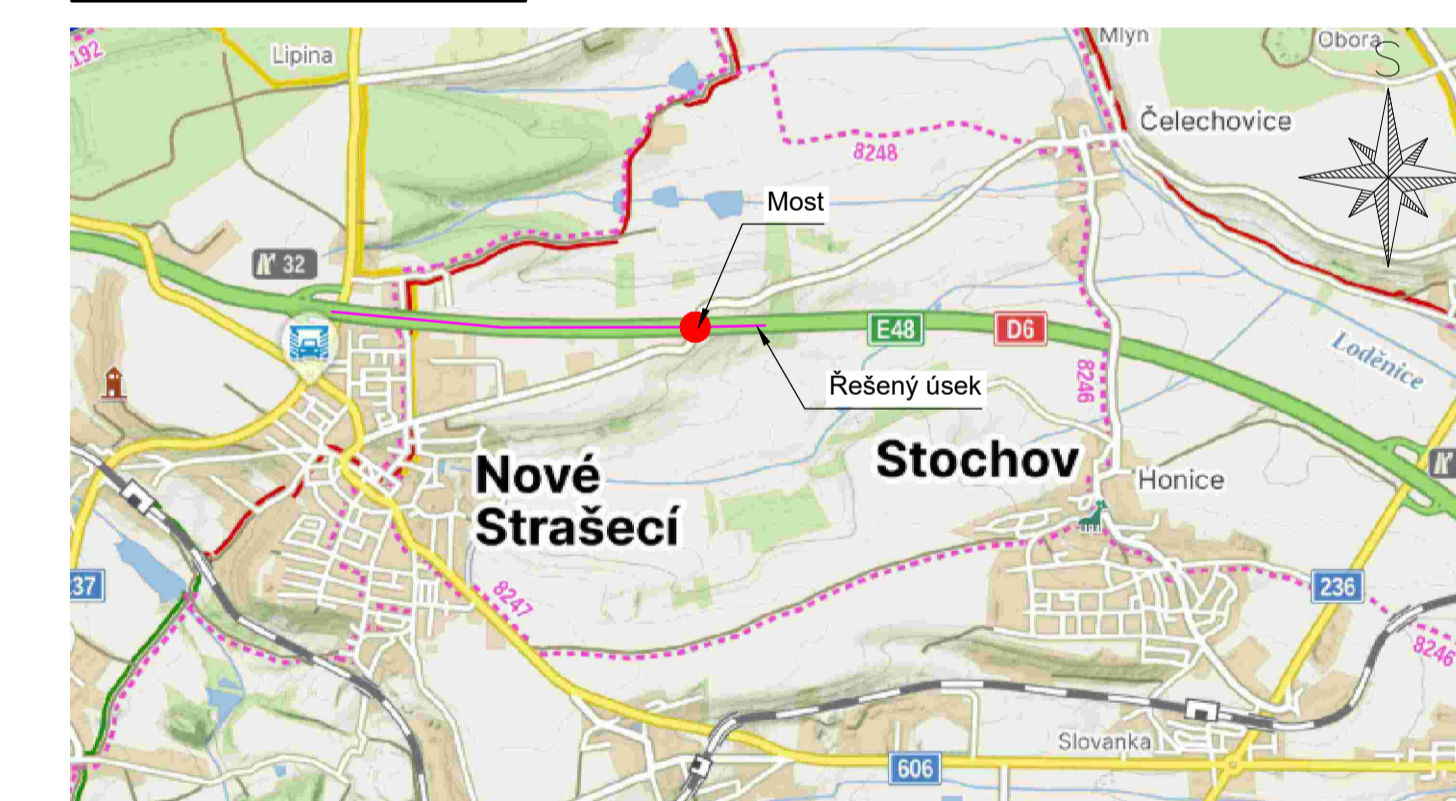 192
Lipina
Mlýn
Obora
S
Čelechovice
8248
Most
32
E48
D6
Loděnice
Řešený úsek
8246
Stochov
Honice
Nové
Strašecí
237
8247
236
8246
Slovanka
606